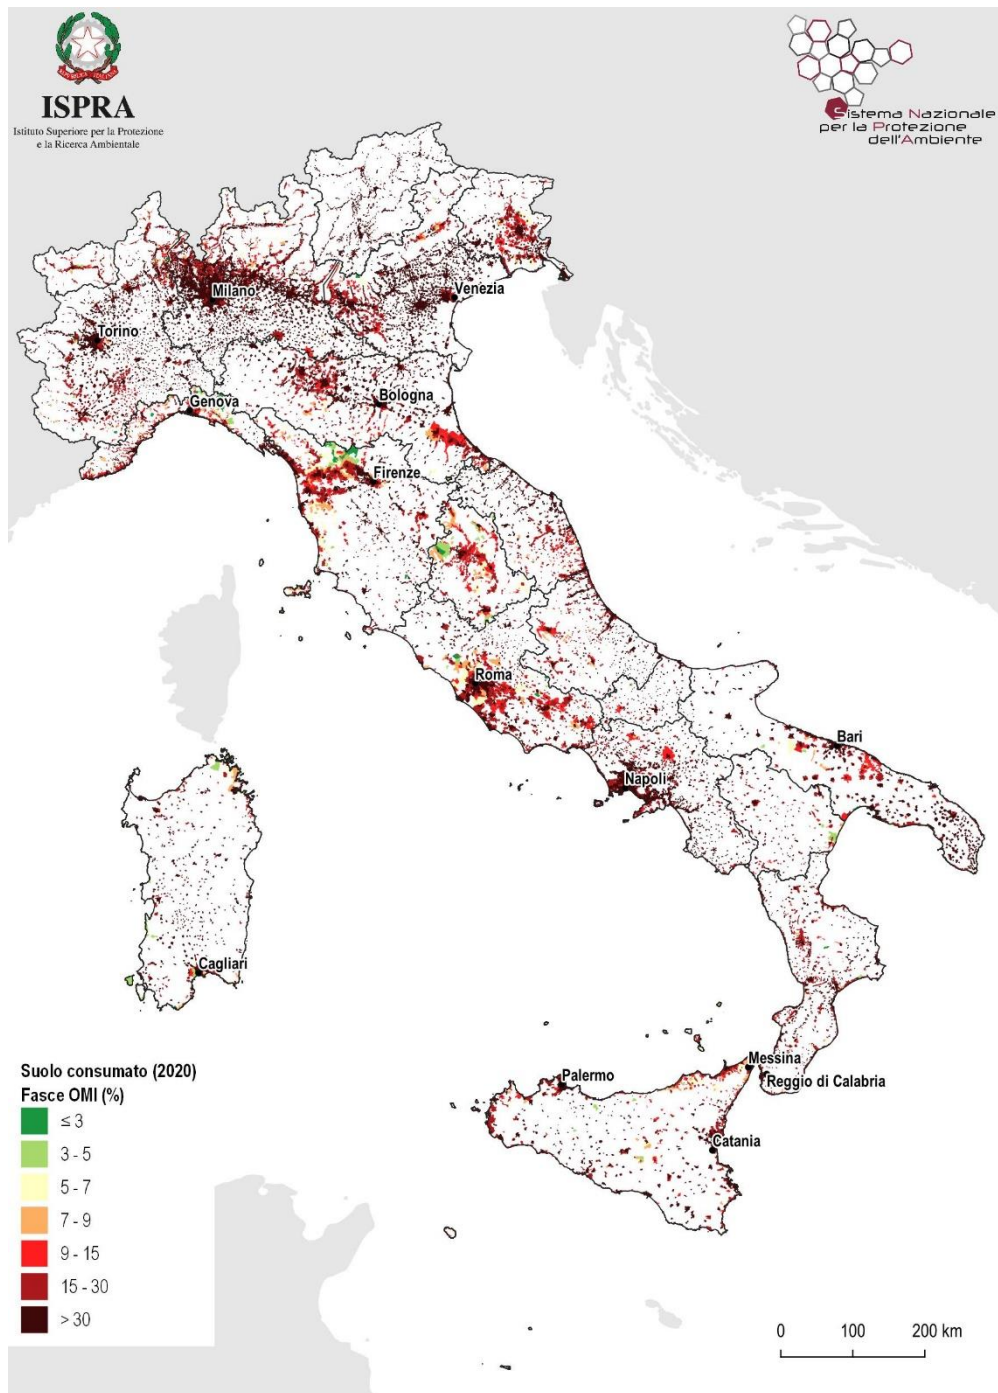 ISPRA
Istituto Superiore per la Protezione
e la Ricerca Ambientale
Sistema Nazionale
per la Protezione
dell'Ambiente
Milano
Venezia
Torino
Genova
Bologna
Firenze
Roma
Bari
Napoli
Cagliari
Messina
Palermo
Reggio di Calabria
Catania
Suolo consumato (2020)
Fasce OMI (%)
≤ 3
3 - 5
5 - 7
7 - 9
9 - 15
15 - 30
> 30
0 100 200 km